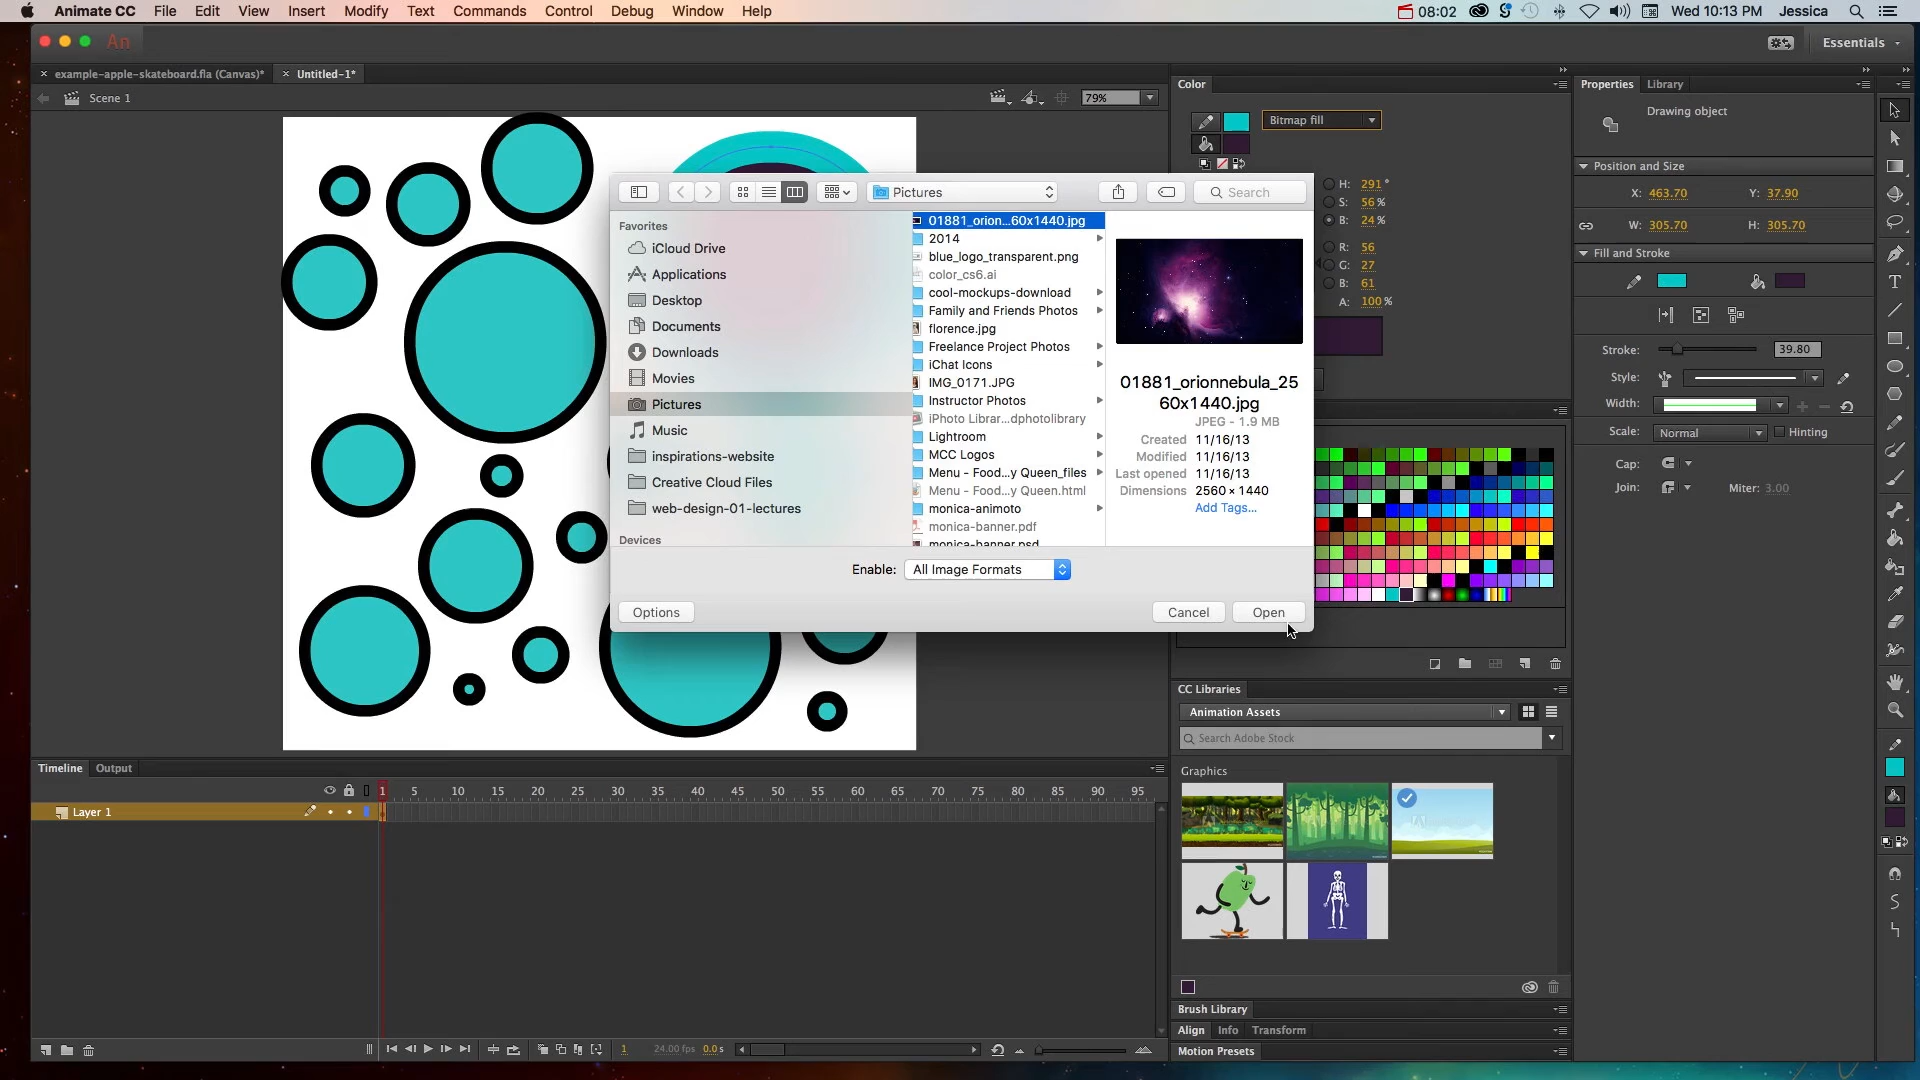 Animate CC File Edit View Insert Modify Text Commands Control Debug Window Help
08:02 Wed 10:13 PM Jessica
An
Essentials
example-apple-skateboard.fla (Canvas)*
Untitled-1*
Scene 1
79%
Color
Bitmap fill
H: 291 °
S: 56 %
B: 24 %
R: 56
G: 27
B: 61
A: 100 %
Properties Library
Drawing object
Position and Size
X: 463.70 Y: 37.90
W: 305.70 H: 305.70
Fill and Stroke
Stroke: 39.80
Style:
Width:
Scale: Normal Hinting
Cap:
Join: Miter: 3.00
Pictures
Search
Favorites
iCloud Drive
Applications
Desktop
Documents
Downloads
Movies
Pictures
Music
inspirations-website
Creative Cloud Files
web-design-01-lectures
Devices
01881_orion...60x1440.jpg
2014
blue_logo_transparent.png
color_cs6.ai
cool-mockups-download
Family and Friends Photos
florence.jpg
Freelance Project Photos
iChat Icons
IMG_0171.JPG
Instructor Photos
iPhoto Librar...dphotolibrary
Lightroom
MCC Logos
Menu - Food...y Queen_files
Menu - Food...y Queen.html
monica-animoto
monica-banner.pdf
monica-banner.psd
01881_orionnebula_25
60x1440.jpg
JPEG - 1.9 MB
Created 11/16/13
Modified 11/16/13
Last opened 11/16/13
Dimensions 2560 × 1440
Add Tags...
Enable: All Image Formats
Options
Cancel
Open
CC Libraries
Animation Assets
Search Adobe Stock
Graphics
Brush Library
Align Info Transform
Motion Presets
Timeline Output
1 5 10 15 20 25 30 35 40 45 50 55 60 65 70 75 80 85 90 95
Layer 1
1 24.00 fps 0.0 s